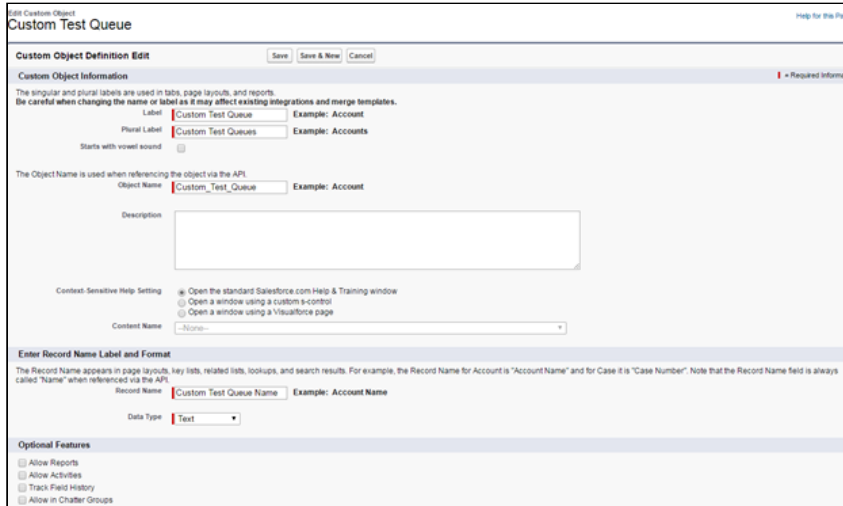 Edit Custom Object
Custom Test Queue
Help for this Pa
Custom Object Definition Edit Save Save & New Cancel
Custom Object Information = Required Informa
The singular and plural labels are used in tabs, page layouts, and reports.
Be careful when changing the name or label as it may affect existing integrations and merge templates.
Label Custom Test Queue Example: Account
Plural Label Custom Test Queues Example: Accounts
Starts with vowel sound
The Object Name is used when referencing the object via the API.
Object Name Custom_Test_Queue Example: Account
Description
Context-Sensitive Help Setting Open the standard Salesforce.com Help & Training window
Open a window using a custom s-control
Open a window using a Visualforce page
Content Name --None--
Enter Record Name Label and Format
The Record Name appears in page layouts, key lists, related lists, lookups, and search results. For example, the Record Name for Account is "Account Name" and for Case it is "Case Number". Note that the Record Name field is always
called "Name" when referenced via the API.
Record Name Custom Test Queue Name Example: Account Name
Data Type Text
Optional Features
Allow Reports
Allow Activities
Track Field History
Allow in Chatter Groups